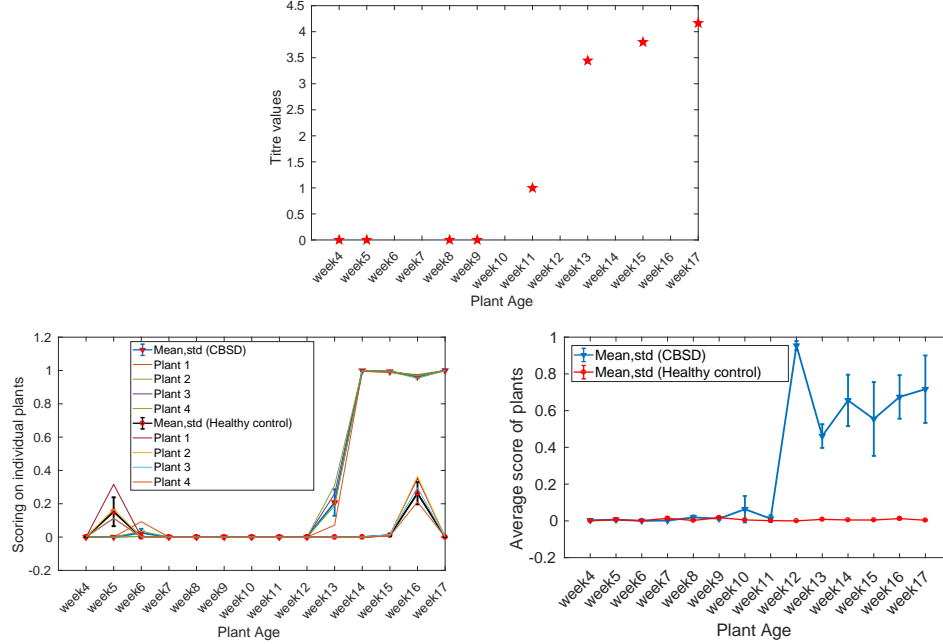 4.5
4
3.5
3
2.5
2
1.5
1
0.5
0
Titre values
week4
week5
week6
week7
week8
week9
week10
week11
week12
week13
week14
week15
week16
week17
Plant Age
1.2
1
0.8
0.6
0.4
0.2
0
-0.2
Scoring on individual plants
Mean,std (CBSD)
Plant 1
Plant 2
Plant 3
Plant 4
Mean,std (Healthy control)
Plant 1
Plant 2
Plant 3
Plant 4
week4
week5
week6
week7
week8
week9
week10
week11
week12
week13
week14
week15
week16
week17
Plant Age
1
0.8
0.6
0.4
0.2
0
-0.2
Average score of plants
Mean,std (CBSD)
Mean,std (Healthy control)
week4
week5
week6
week7
week8
week9
week10
week11
week12
week13
week14
week15
week16
week17
Plant Age